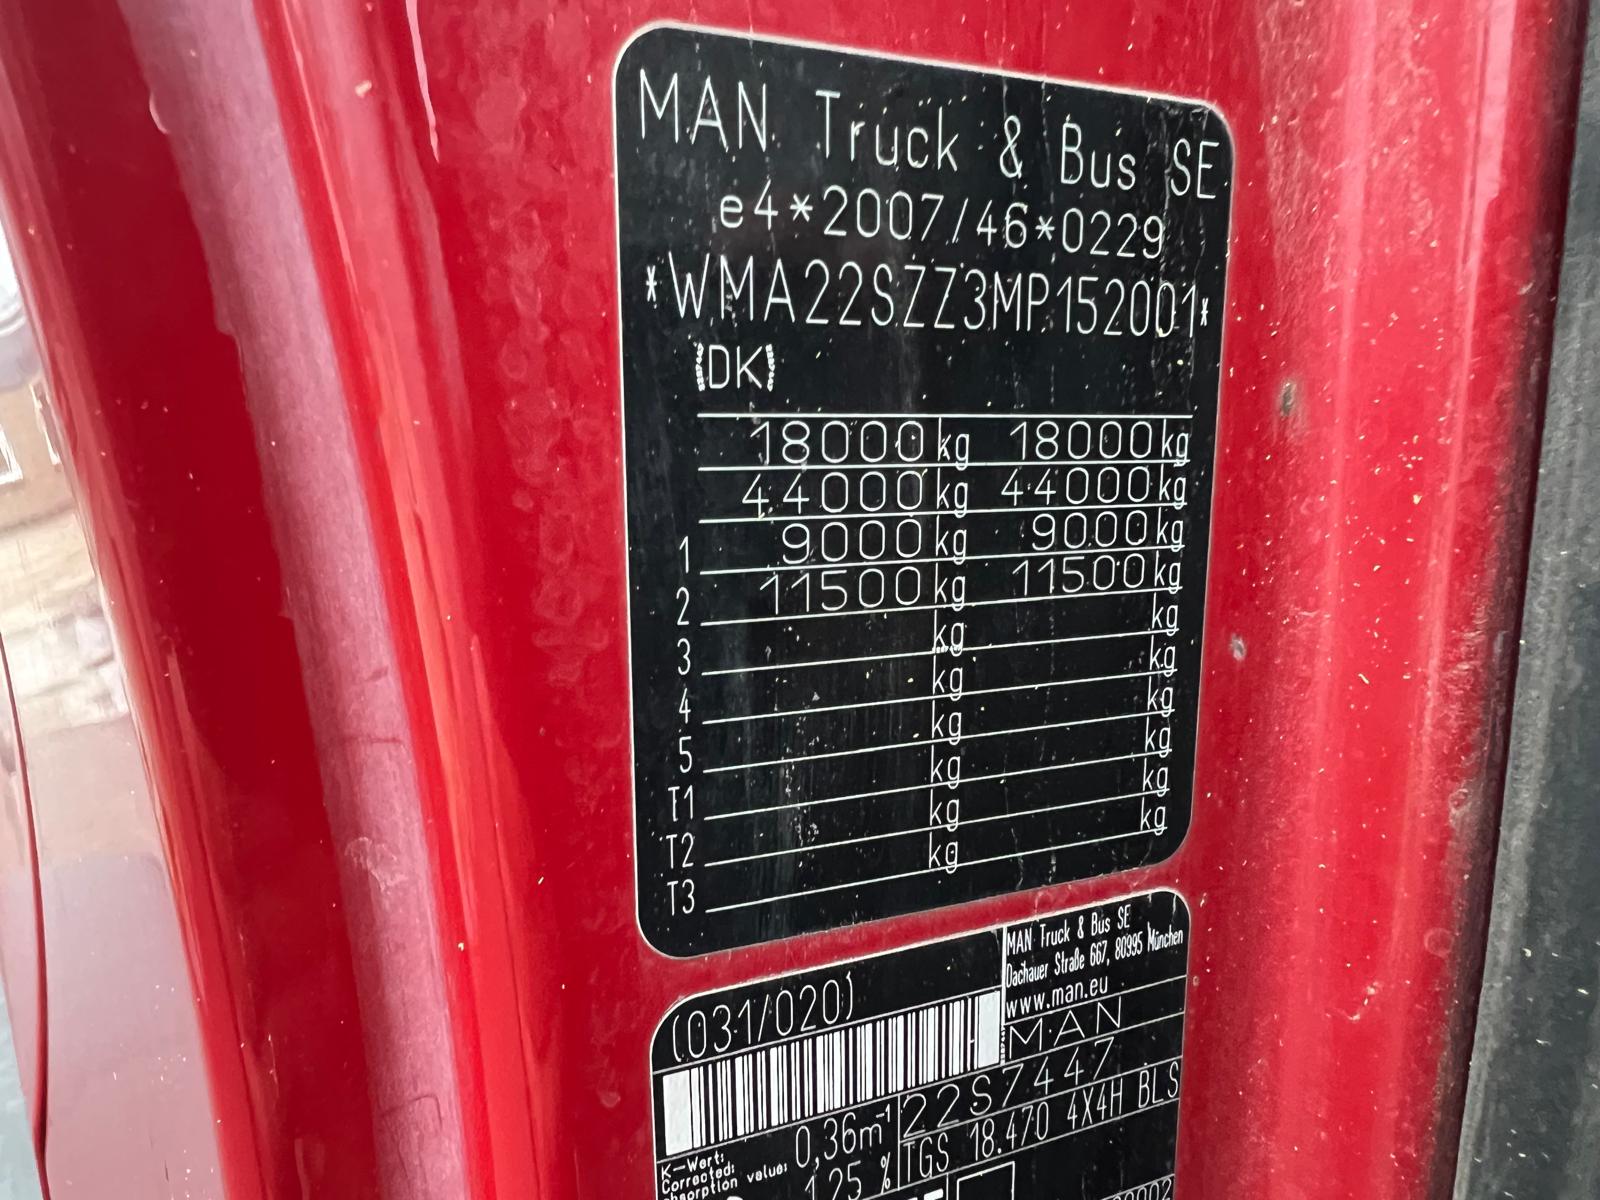 MAN Truck & Bus SE
e4*2007/46*0229
*WMA22SZZ3MP152001*
DK
18000 kg 18000 kg
44000 kg 44000 kg
1 9000 kg 9000 kg
2 11500 kg 11500 kg
3 kg kg
4 kg kg
5 kg kg
T1 kg kg
T2 kg kg
T3 kg kg
MAN Truck & Bus SE
Dachauer Straße 667, 80995 München
www.man.eu
(031/020)
MAN
22S7447
TGS 18.470 4X4H BLS
K-Wert:
Corrected:
absorption value:
0,36m⁻¹
1,25 %